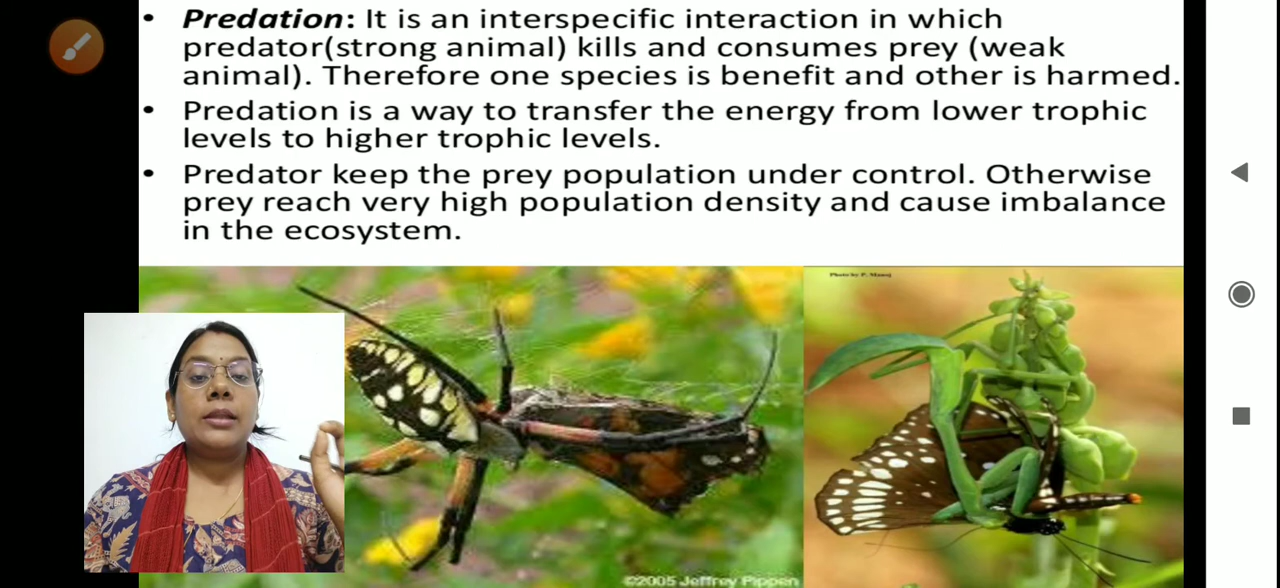 • Predation: It is an interspecific interaction in which
predator(strong animal) kills and consumes prey (weak
animal). Therefore one species is benefit and other is harmed.
• Predation is a way to transfer the energy from lower trophic
levels to higher trophic levels.
• Predator keep the prey population under control. Otherwise
prey reach very high population density and cause imbalance
in the ecosystem.
Photo by P. Manoj
©2005 Jeffrey Pippen